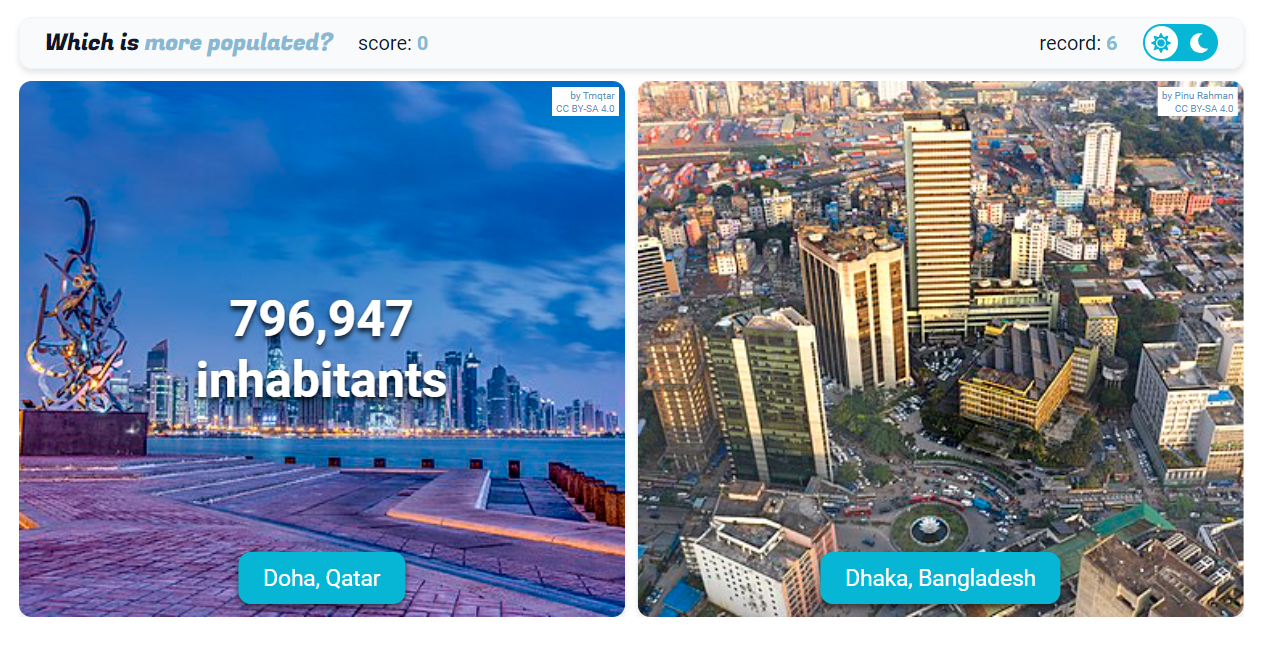 Which is more populated? score: 0 record: 6
by Tmqtar
CC BY-SA 4.0
796,947
inhabitants
Doha, Qatar
by Pinu Rahman
CC BY-SA 4.0
Dhaka, Bangladesh